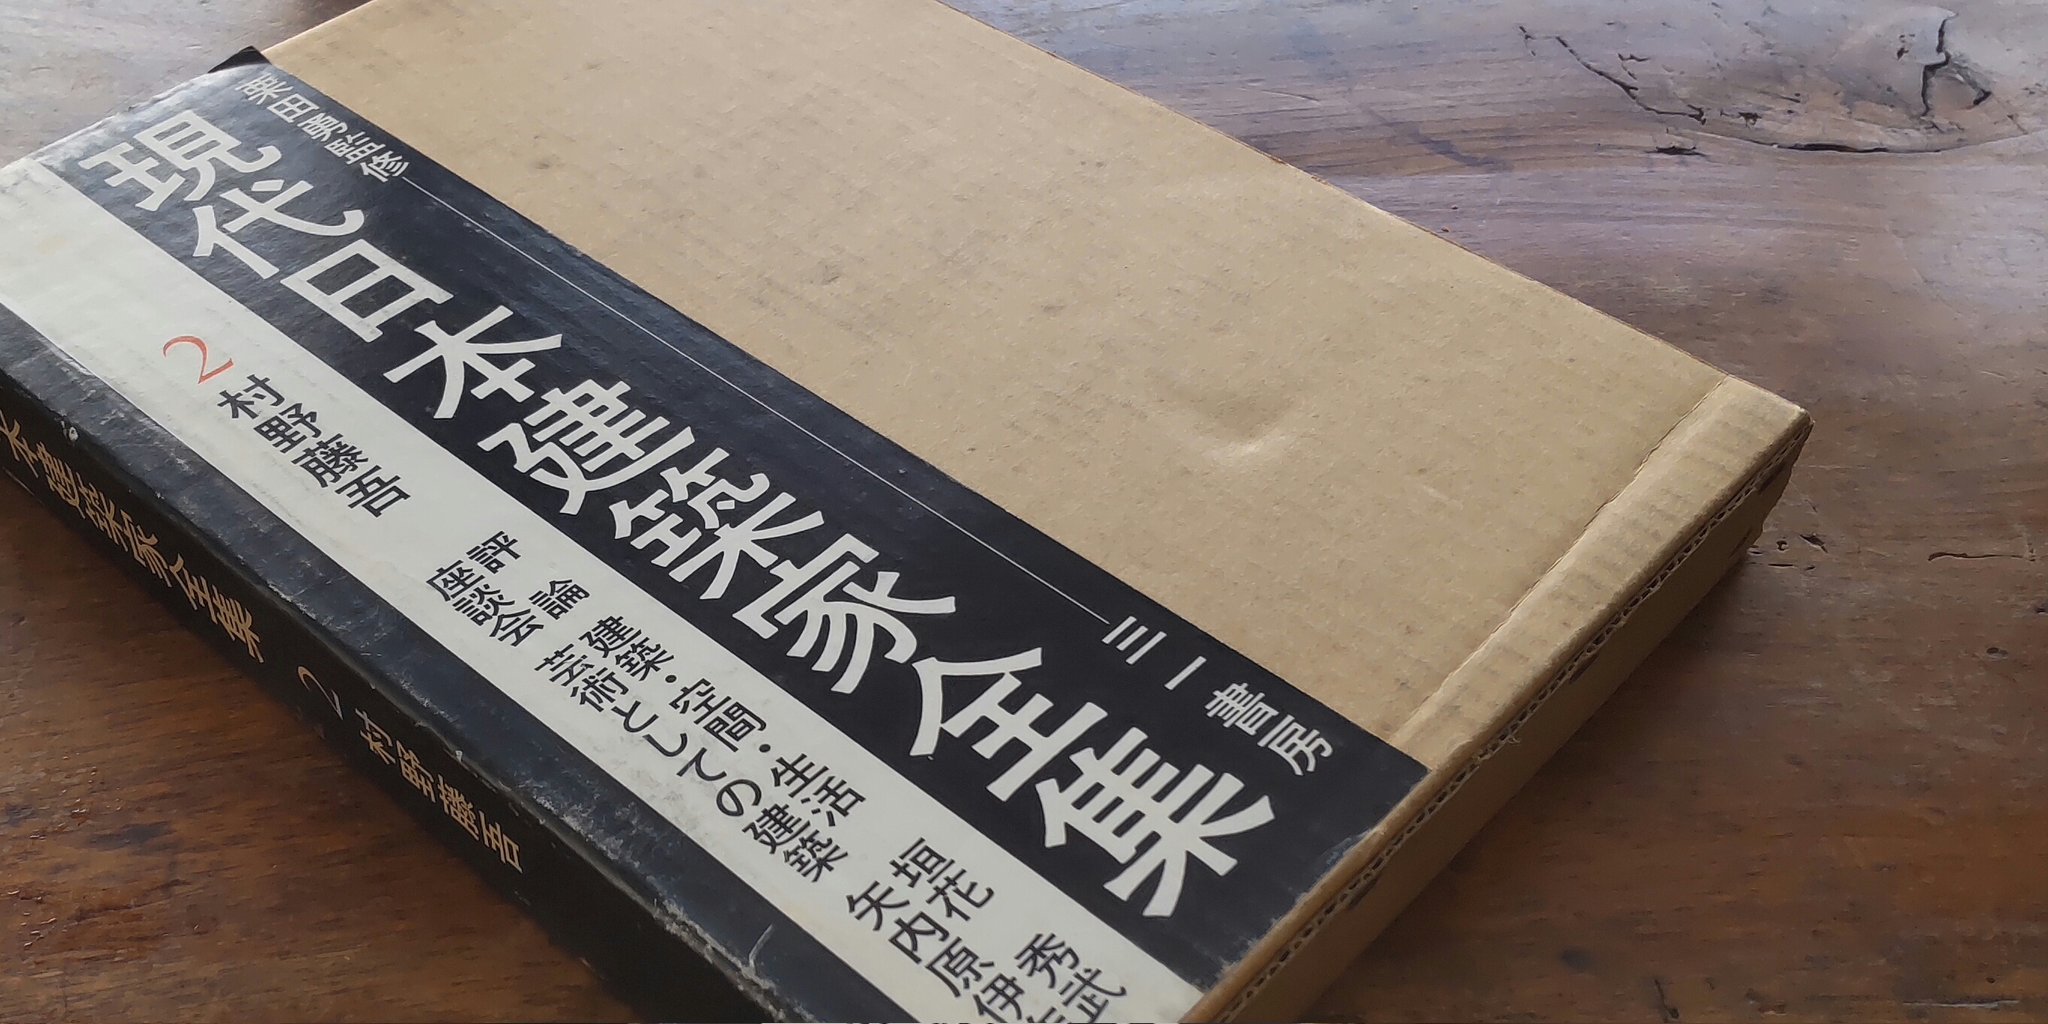 栗田勇監修
三一書房
現代日本建築家全集
2 村野藤吾
評論 建築・空間・生活 垣花秀武
座談会 芸術としての建築 矢内原伊
本建築家全集 2 村野藤吾